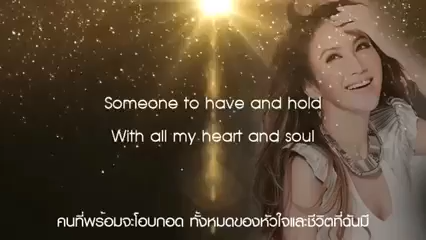 Someone to have and hold
With all my heart and soul
คนที่พร้อมจะโอบกอด ทั้งหมดของหัวใจและชีวิตที่ฉันมี